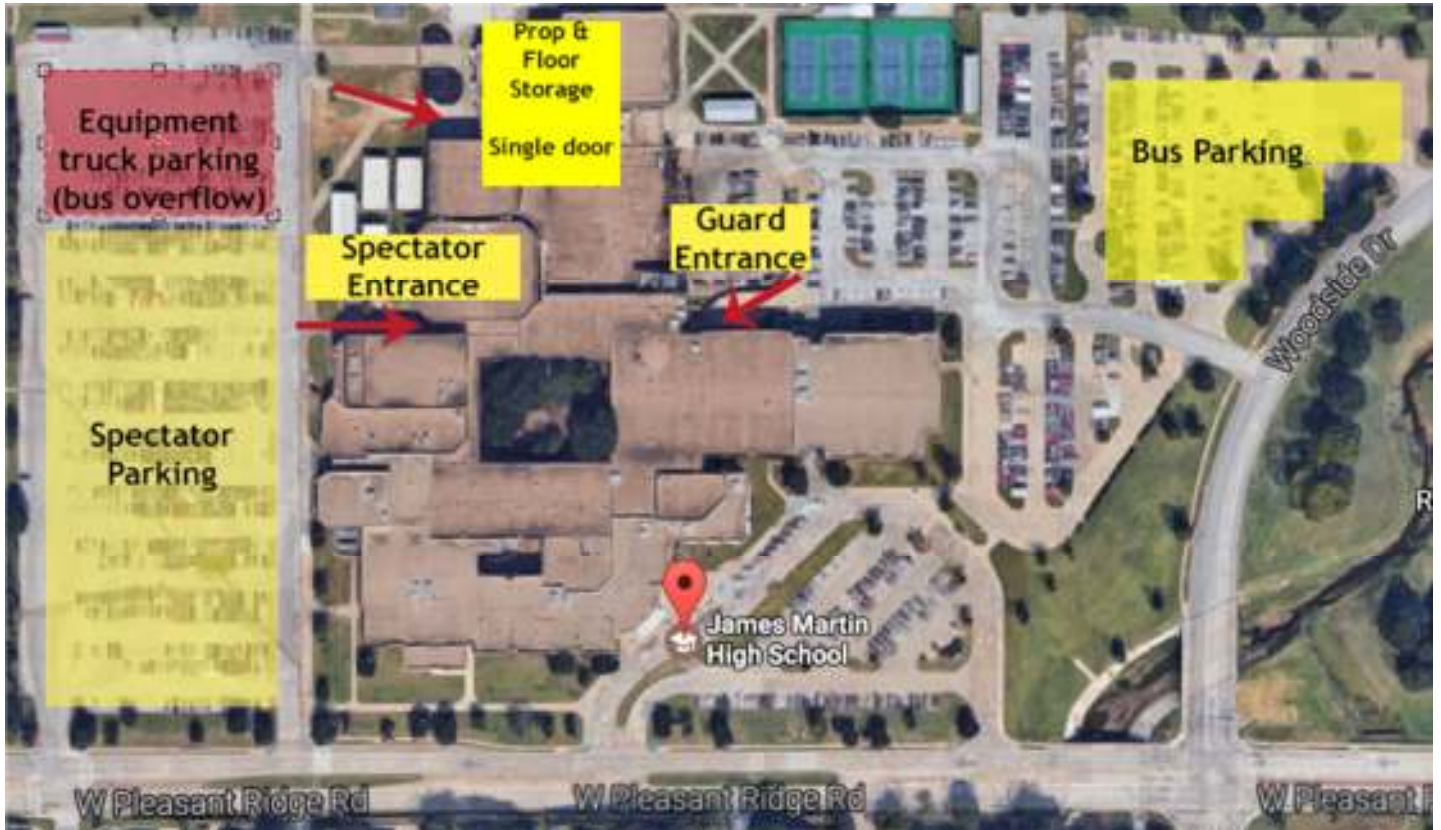 Prop &
Floor
Storage
Single door
Equipment
truck parking
(bus overflow)
Bus Parking
Guard
Entrance
Spectator
Entrance
Woodside Dr
Spectator
Parking
R
James Martin
High School
W Pleasant Ridge Rd
W Pleasant Ridge Rd
W Pleasant R